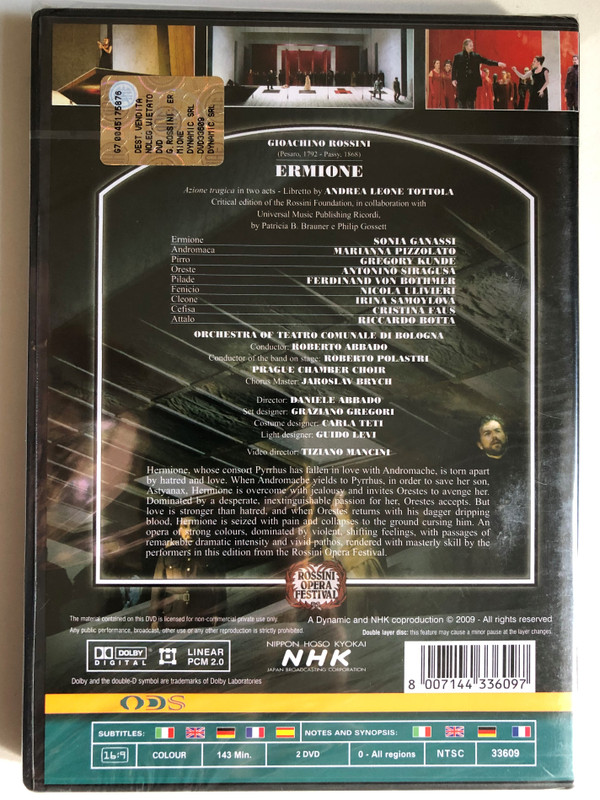 G7 00451 75876
DEST.VENDITA
NOLEG.VIETATO
DVD
G.ROSSINI ER
MIONE
DYNAMIC SRL
DVD33609
DYNAMIC SRL
GIOACHINO ROSSINI
(Pesaro, 1792 - Passy, 1868)
ERMIONE
Azione tragica in two acts - Libretto by ANDREA LEONE TOTTOLA
Critical edition of the Rossini Foundation, in collaboration with
Universal Music Publishing Ricordi,
by Patricia B. Brauner e Philip Gossett
Ermione SONIA GANASSI
Andromaca MARIANNA PIZZOLATO
Pirro GREGORY KUNDE
Oreste ANTONINO SIRAGUSA
Pilade FERDINAND VON BOTHMER
Fenicio NICOLA ULIVIERI
Cleone IRINA SAMOYLOVA
Cefisa CRISTINA FAUS
Attalo RICCARDO BOTTA
ORCHESTRA OF TEATRO COMUNALE DI BOLOGNA
Conductor: ROBERTO ABBADO
Conductor of the band on stage: ROBERTO POLASTRI
PRAGUE CHAMBER CHOIR
Chorus Master: JAROSLAV BRYCH
Director: DANIELE ABBADO
Set designer: GRAZIANO GREGORI
Costume designer: CARLA TETI
Light designer: GUIDO LEVI
Video director: TIZIANO MANCINI
Hermione, whose consort Pyrrhus has fallen in love with Andromache, is torn apart
by hatred and love. When Andromache yields to Pyrrhus, in order to save her son,
Astyanax, Hermione is overcome with jealousy and invites Orestes to avenge her.
Dominated by a desperate, inextinguishable passion for her, Orestes accepts. But
love is stronger than hatred, and when Orestes returns with his dagger dripping
blood, Hermione is seized with pain and collapses to the ground cursing him. An
opera of strong colours, dominated by violent, shifting feelings, with passages of
remarkable dramatic intensity and vivid pathos, rendered with masterly skill by the
performers in this edition from the Rossini Opera Festival.
ROSSINI
OPERA
FESTIVAL
The material contained on this DVD is licensed for non-commercial private use only.
Any public performance, broadcast, other use or any other reproduction is strictly prohibited.
A Dynamic and NHK coproduction © 2009 - All rights reserved
Double layer disc: this feature may cause a minor pause at the layer changes
DOLBY
DIGITAL
LINEAR
PCM 2.0
NIPPON HOSO KYOKAI
NHK
JAPAN BROADCASTING CORPORATION
Dolby and the double-D symbol are trademarks of Dolby Laboratories
8 007144 336097
ODS
SUBTITLES: NOTES AND SYNOPSIS:
16:9 COLOUR 143 Min. 2 DVD 0 - All regions NTSC 33609